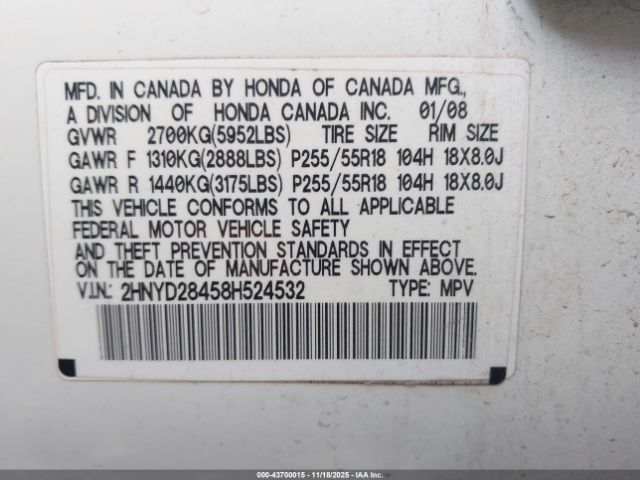 MFD. IN CANADA BY HONDA OF CANADA MFG.,
A DIVISION OF HONDA CANADA INC. 01/08
GVWR 2700KG(5952LBS) TIRE SIZE RIM SIZE
GAWR F 1310KG(2888LBS) P255/55R18 104H 18X8.0J
GAWR R 1440KG(3175LBS) P255/55R18 104H 18X8.0J
THIS VEHICLE CONFORMS TO ALL APPLICABLE
FEDERAL MOTOR VEHICLE SAFETY
AND THEFT PREVENTION STANDARDS IN EFFECT
ON THE DATE OF MANUFACTURE SHOWN ABOVE.
V.I.N.: 2HNYD28458H524532 TYPE: MPV
000-43700015 - 11/18/2025 - IAA Inc.